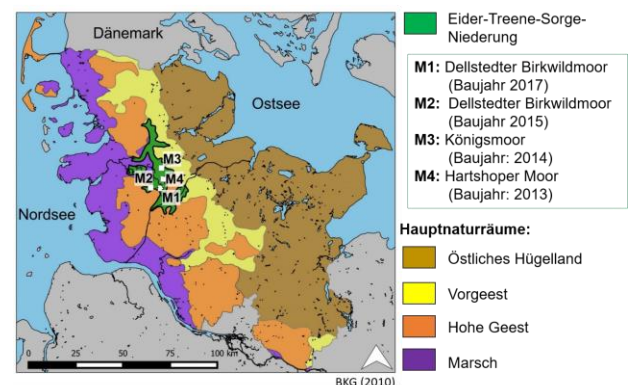 Dänemark
Ostsee
Nordsee
M3
M2
M4
M1
0 25 50 75 100 km
BKG (2010)
Eider-Treene-Sorge-
Niederung
M1: Dellstedter Birkwildmoor
(Baujahr 2017)
M2: Dellstedter Birkwildmoor
(Baujahr 2015)
M3: Königsmoor
(Baujahr: 2014)
M4: Hartshoper Moor
(Baujahr: 2013)
Hauptnaturräume:
Östliches Hügelland
Vorgeest
Hohe Geest
Marsch